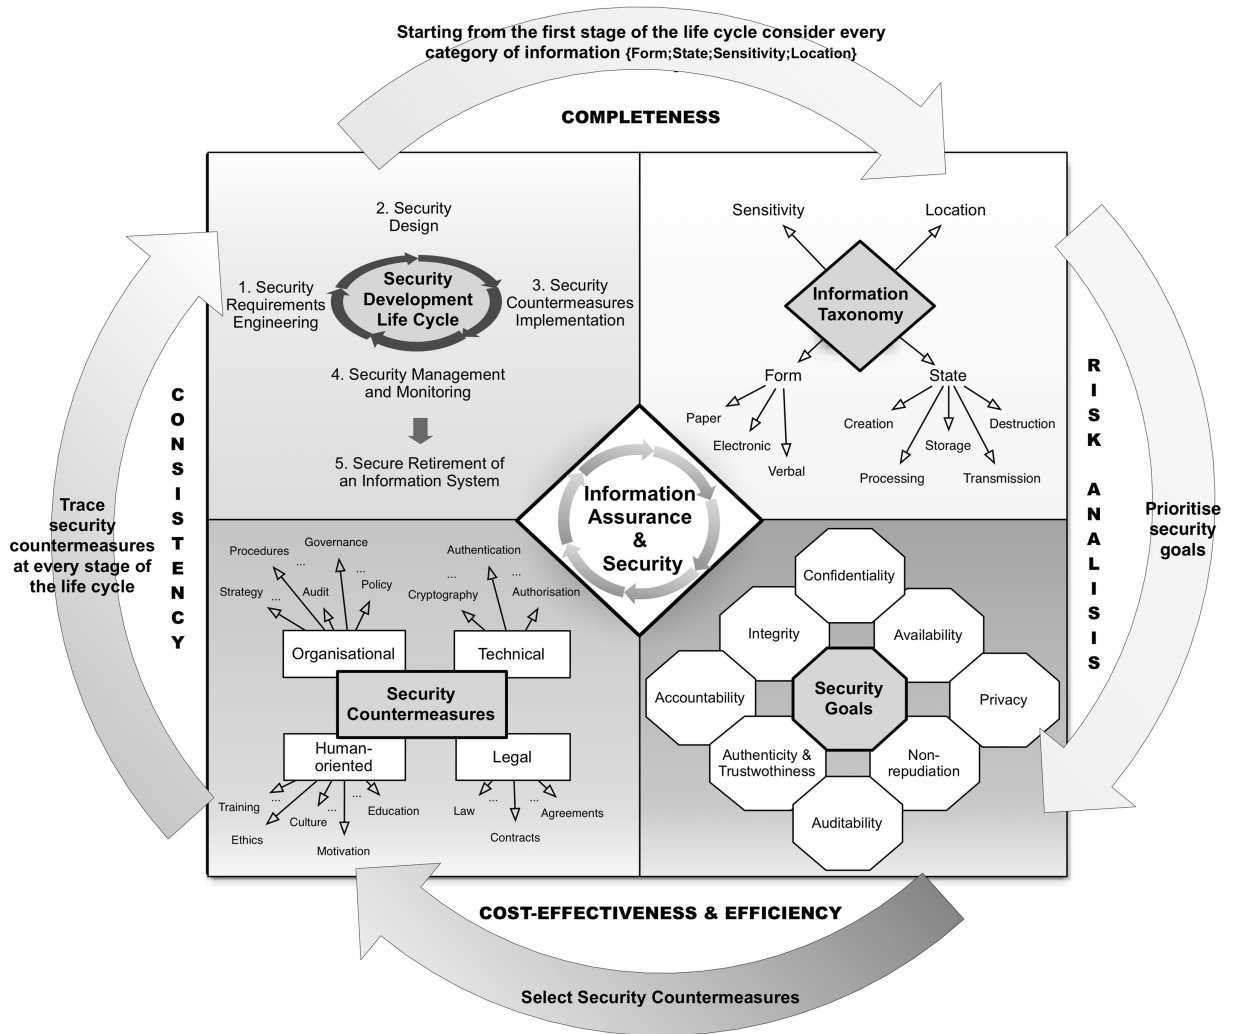 Starting from the first stage of the life cycle consider every
category of information {Form;State;Sensitivity;Location}
COMPLETENESS
2. Security
Design
1. Security
Requirements
Engineering
Security
Development
Life Cycle
3. Security
Countermeasures
Implementation
4. Security Management
and Monitoring
5. Secure Retirement of
an Information System
Sensitivity
Location
Information
Taxonomy
Form
State
Paper
Electronic
Verbal
Creation
Processing
Storage
Transmission
Destruction
RISK ANALISIS
Prioritise
security
goals
Information
Assurance
&
Security
CONSISTENCY
Trace
security
countermeasures
at every stage of
the life cycle
Procedures
...
Governance
Strategy
...
Audit
Policy
Authentication
...
...
Cryptography
Authorisation
Organisational
Technical
Security
Countermeasures
Human-
oriented
Legal
Training
...
Ethics
Culture
...
Motivation
...
Education
Law
...
Contracts
...
Agreements
Confidentiality
Integrity
Availability
Accountability
Security
Goals
Privacy
Authenticity &
Trustwothiness
Non-
repudiation
Auditability
COST-EFFECTIVENESS & EFFICIENCY
Select Security Countermeasures